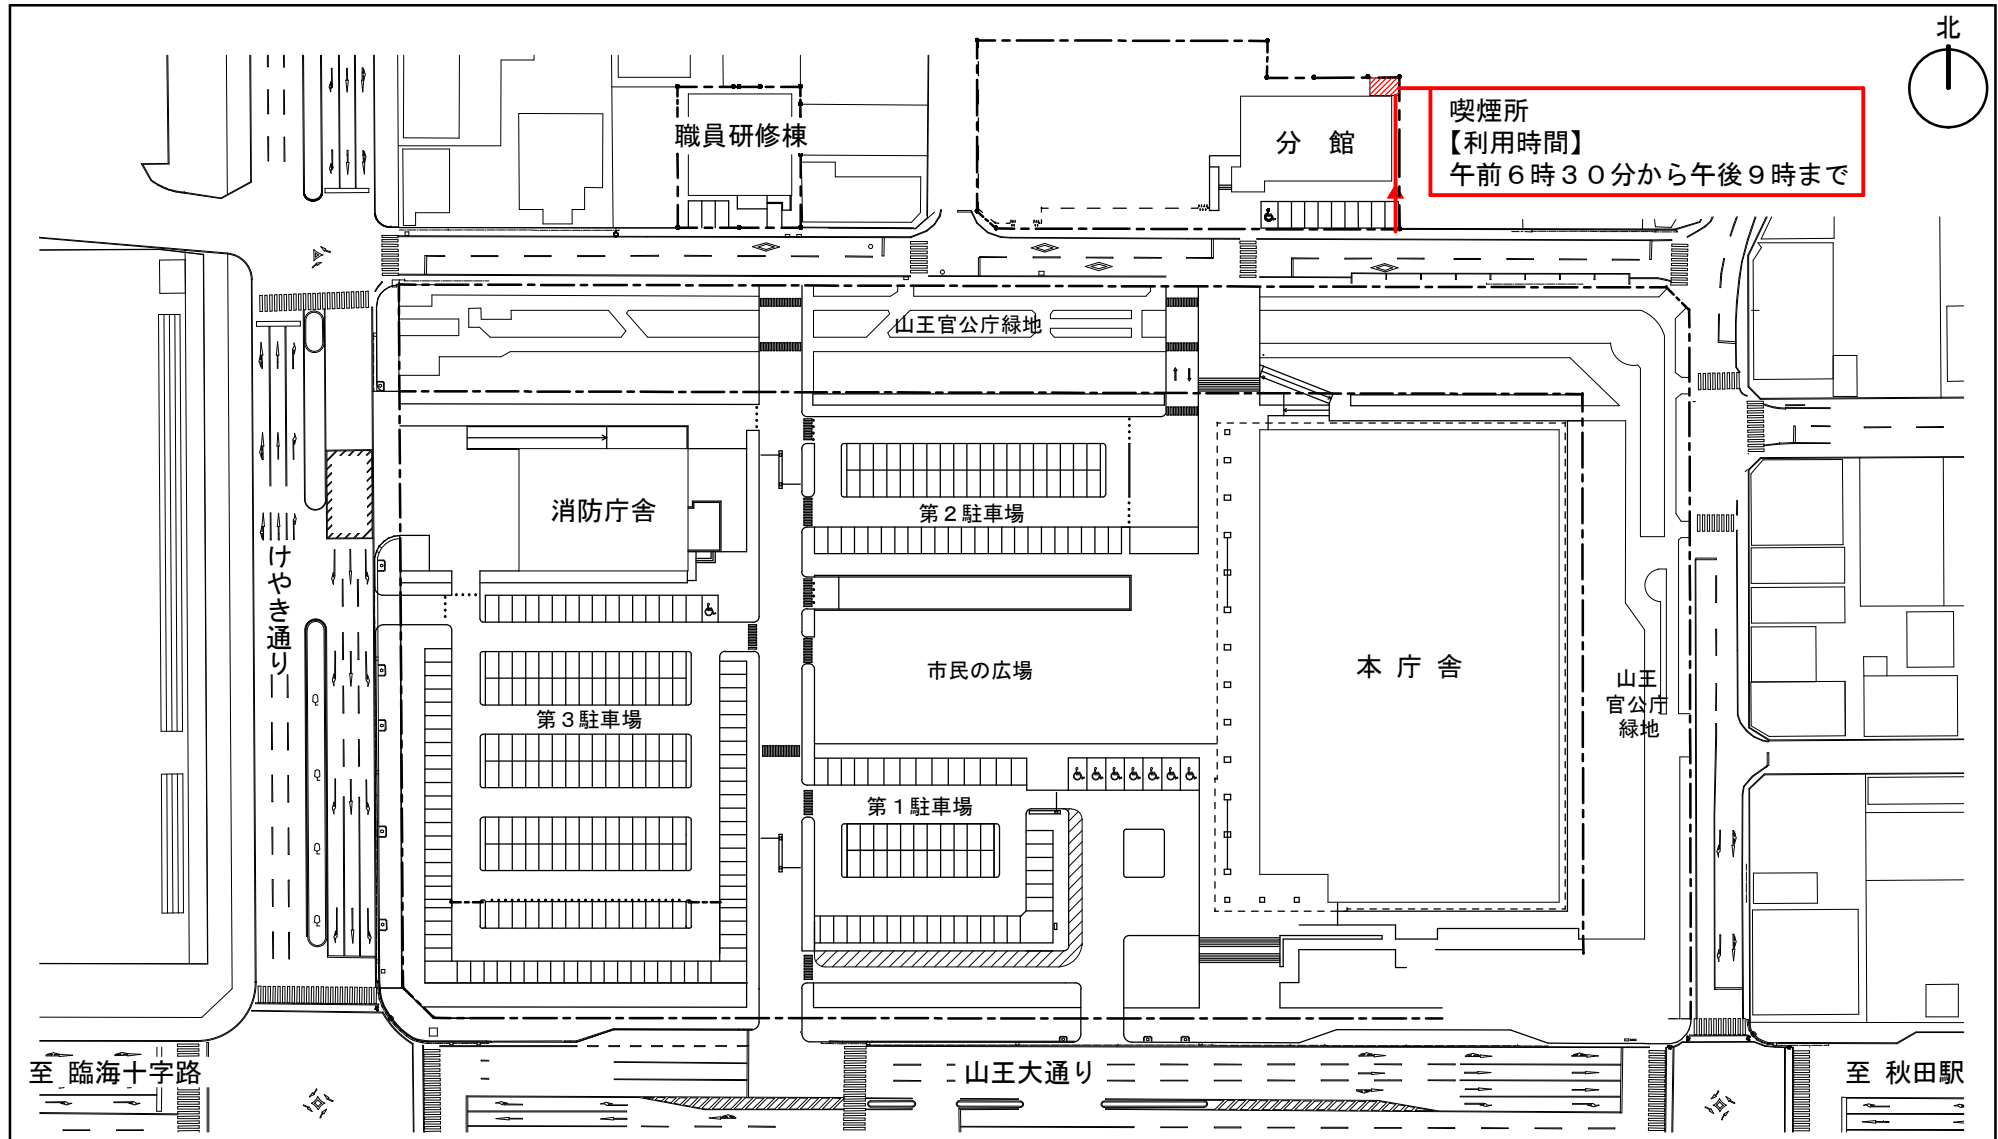 北
喫煙所
【利用時間】
午前６時３０分から午後９時まで
職員研修棟
分 館
山王官公庁緑地
消防庁舎
第２駐車場
けやき通り
市民の広場
本 庁 舎
山王
官公庁
緑地
第３駐車場
第１駐車場
至 臨海十字路
山王大通り
至 秋田駅